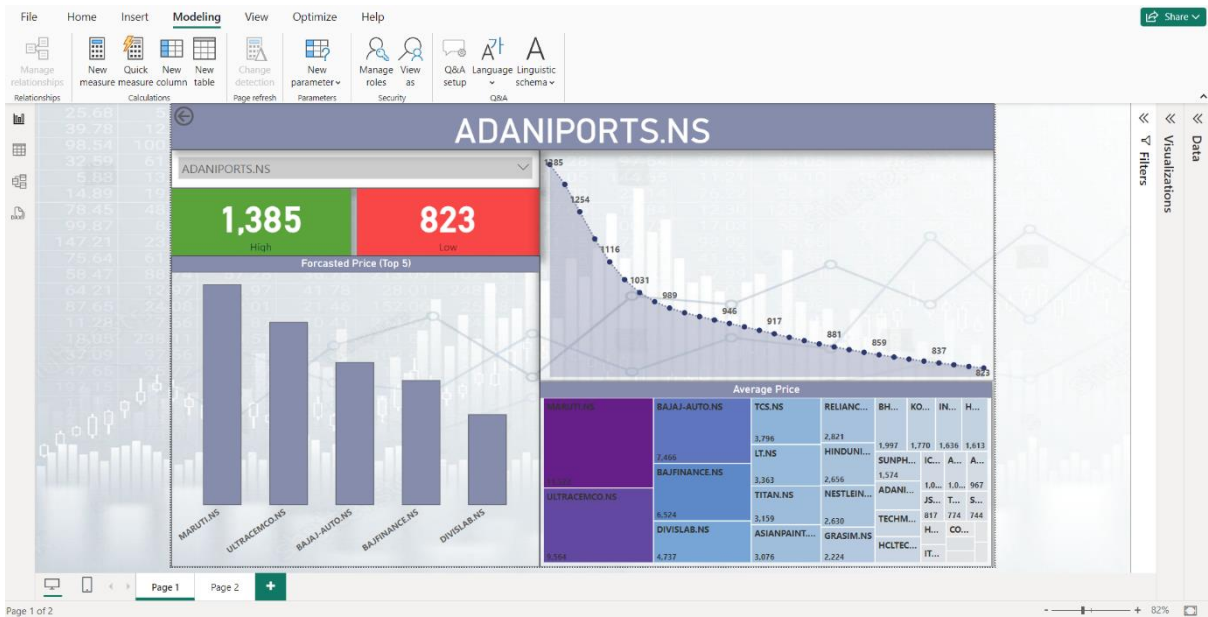 File Home Insert Modeling View Optimize Help
Share
Manage relationships
New measure
Quick measure
New column
New table
Change detection
New parameter
Manage roles
View as
Q&A setup
Language
Linguistic schema
Relationships
Calculations
Page refresh
Parameters
Security
Q&A
ADANIPORTS.NS
ADANIPORTS.NS
1,385
High
823
Low
Forcasted Price (Top 5)
MARUTI.NS
ULTRACEMCO.NS
BAJAJ-AUTO.NS
BAJFINANCE.NS
DIVISLAB.NS
1385
1254
1116
1031
989
946
917
881
859
837
823
Average Price
MARUTI.NS
ULTRACEMCO.NS
9,564
BAJAJ-AUTO.NS
7,466
BAJFINANCE.NS
6,524
DIVISLAB.NS
4,737
TCS.NS
3,796
LT.NS
3,363
TITAN.NS
3,159
ASIANPAINT....
3,076
RELIANC...
2,821
HINDUNI...
2,656
NESTLEIN...
2,630
GRASIM.NS
2,224
BH...
1,997
KO...
1,770
IN...
1,636
H...
1,613
SUNPH...
1,574
ADANI...
TECHM...
HCLTEC...
IC...
1,0...
A...
1,0...
A...
967
JS...
817
T...
774
S...
744
H...
CO...
IT...
Filters
Visualizations
Data
Page 1
Page 2
Page 1 of 2
82%